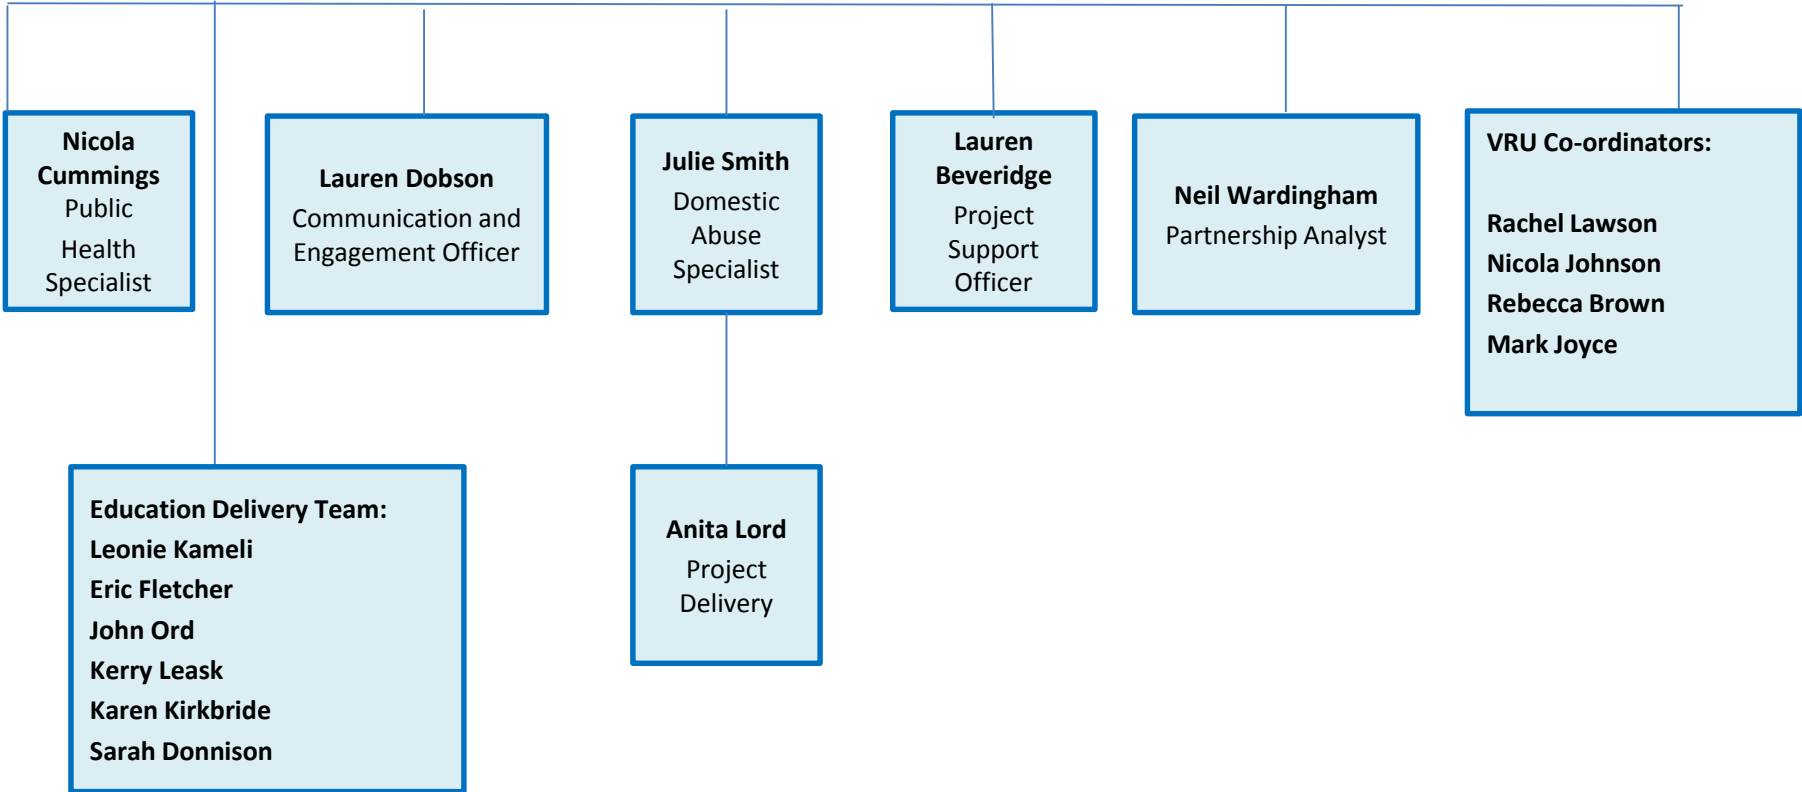 Nicola
Cummings
Public
Health
Specialist
Lauren Dobson
Communication and
Engagement Officer
Julie Smith
Domestic
Abuse
Specialist
Lauren
Beveridge
Project
Support
Officer
Neil Wardingham
Partnership Analyst
VRU Co-ordinators:
Rachel Lawson
Nicola Johnson
Rebecca Brown
Mark Joyce
Education Delivery Team:
Leonie Kameli
Eric Fletcher
John Ord
Kerry Leask
Karen Kirkbride
Sarah Donnison
Anita Lord
Project
Delivery